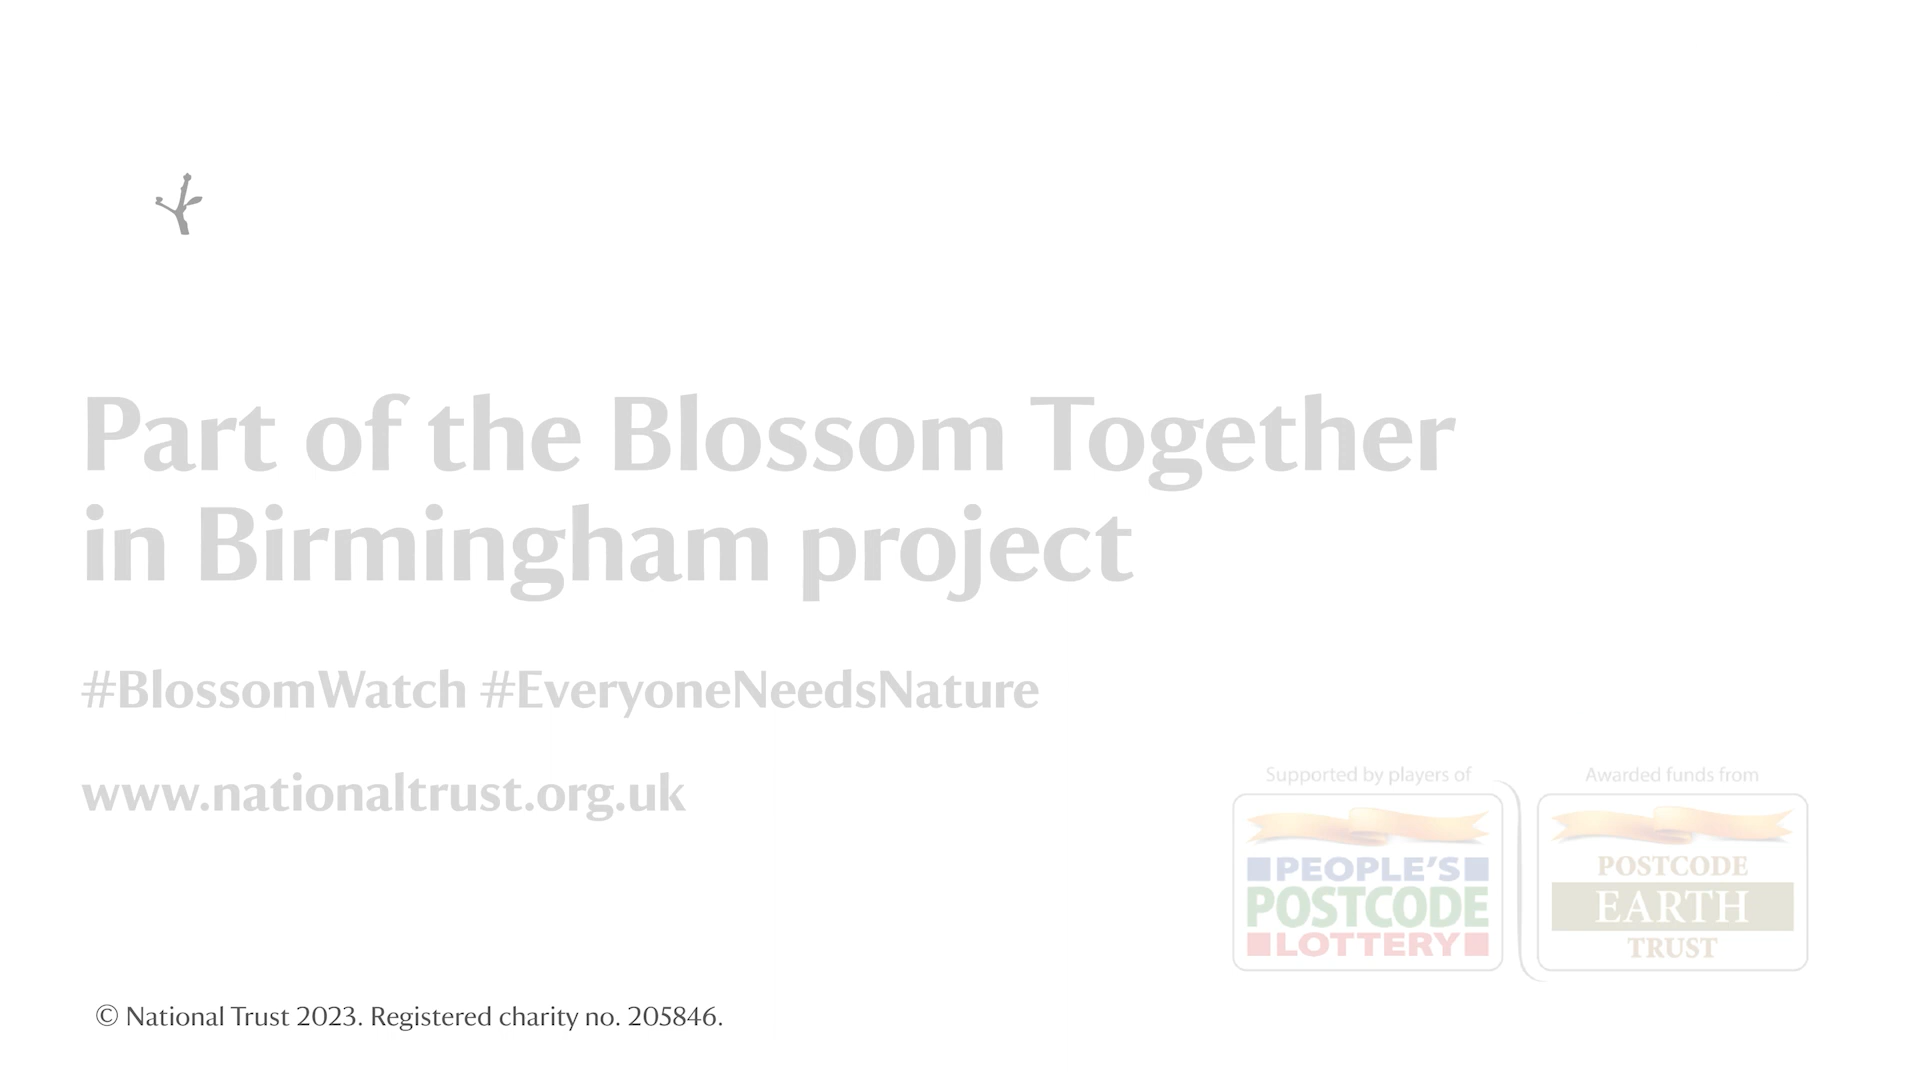 Part of the Blossom Together
in Birmingham project
#BlossomWatch #EveryoneNeedsNature
www.nationaltrust.org.uk
Supported by players of
PEOPLE'S
POSTCODE
LOTTERY
Awarded funds from
POSTCODE
EARTH
TRUST
© National Trust 2023. Registered charity no. 205846.